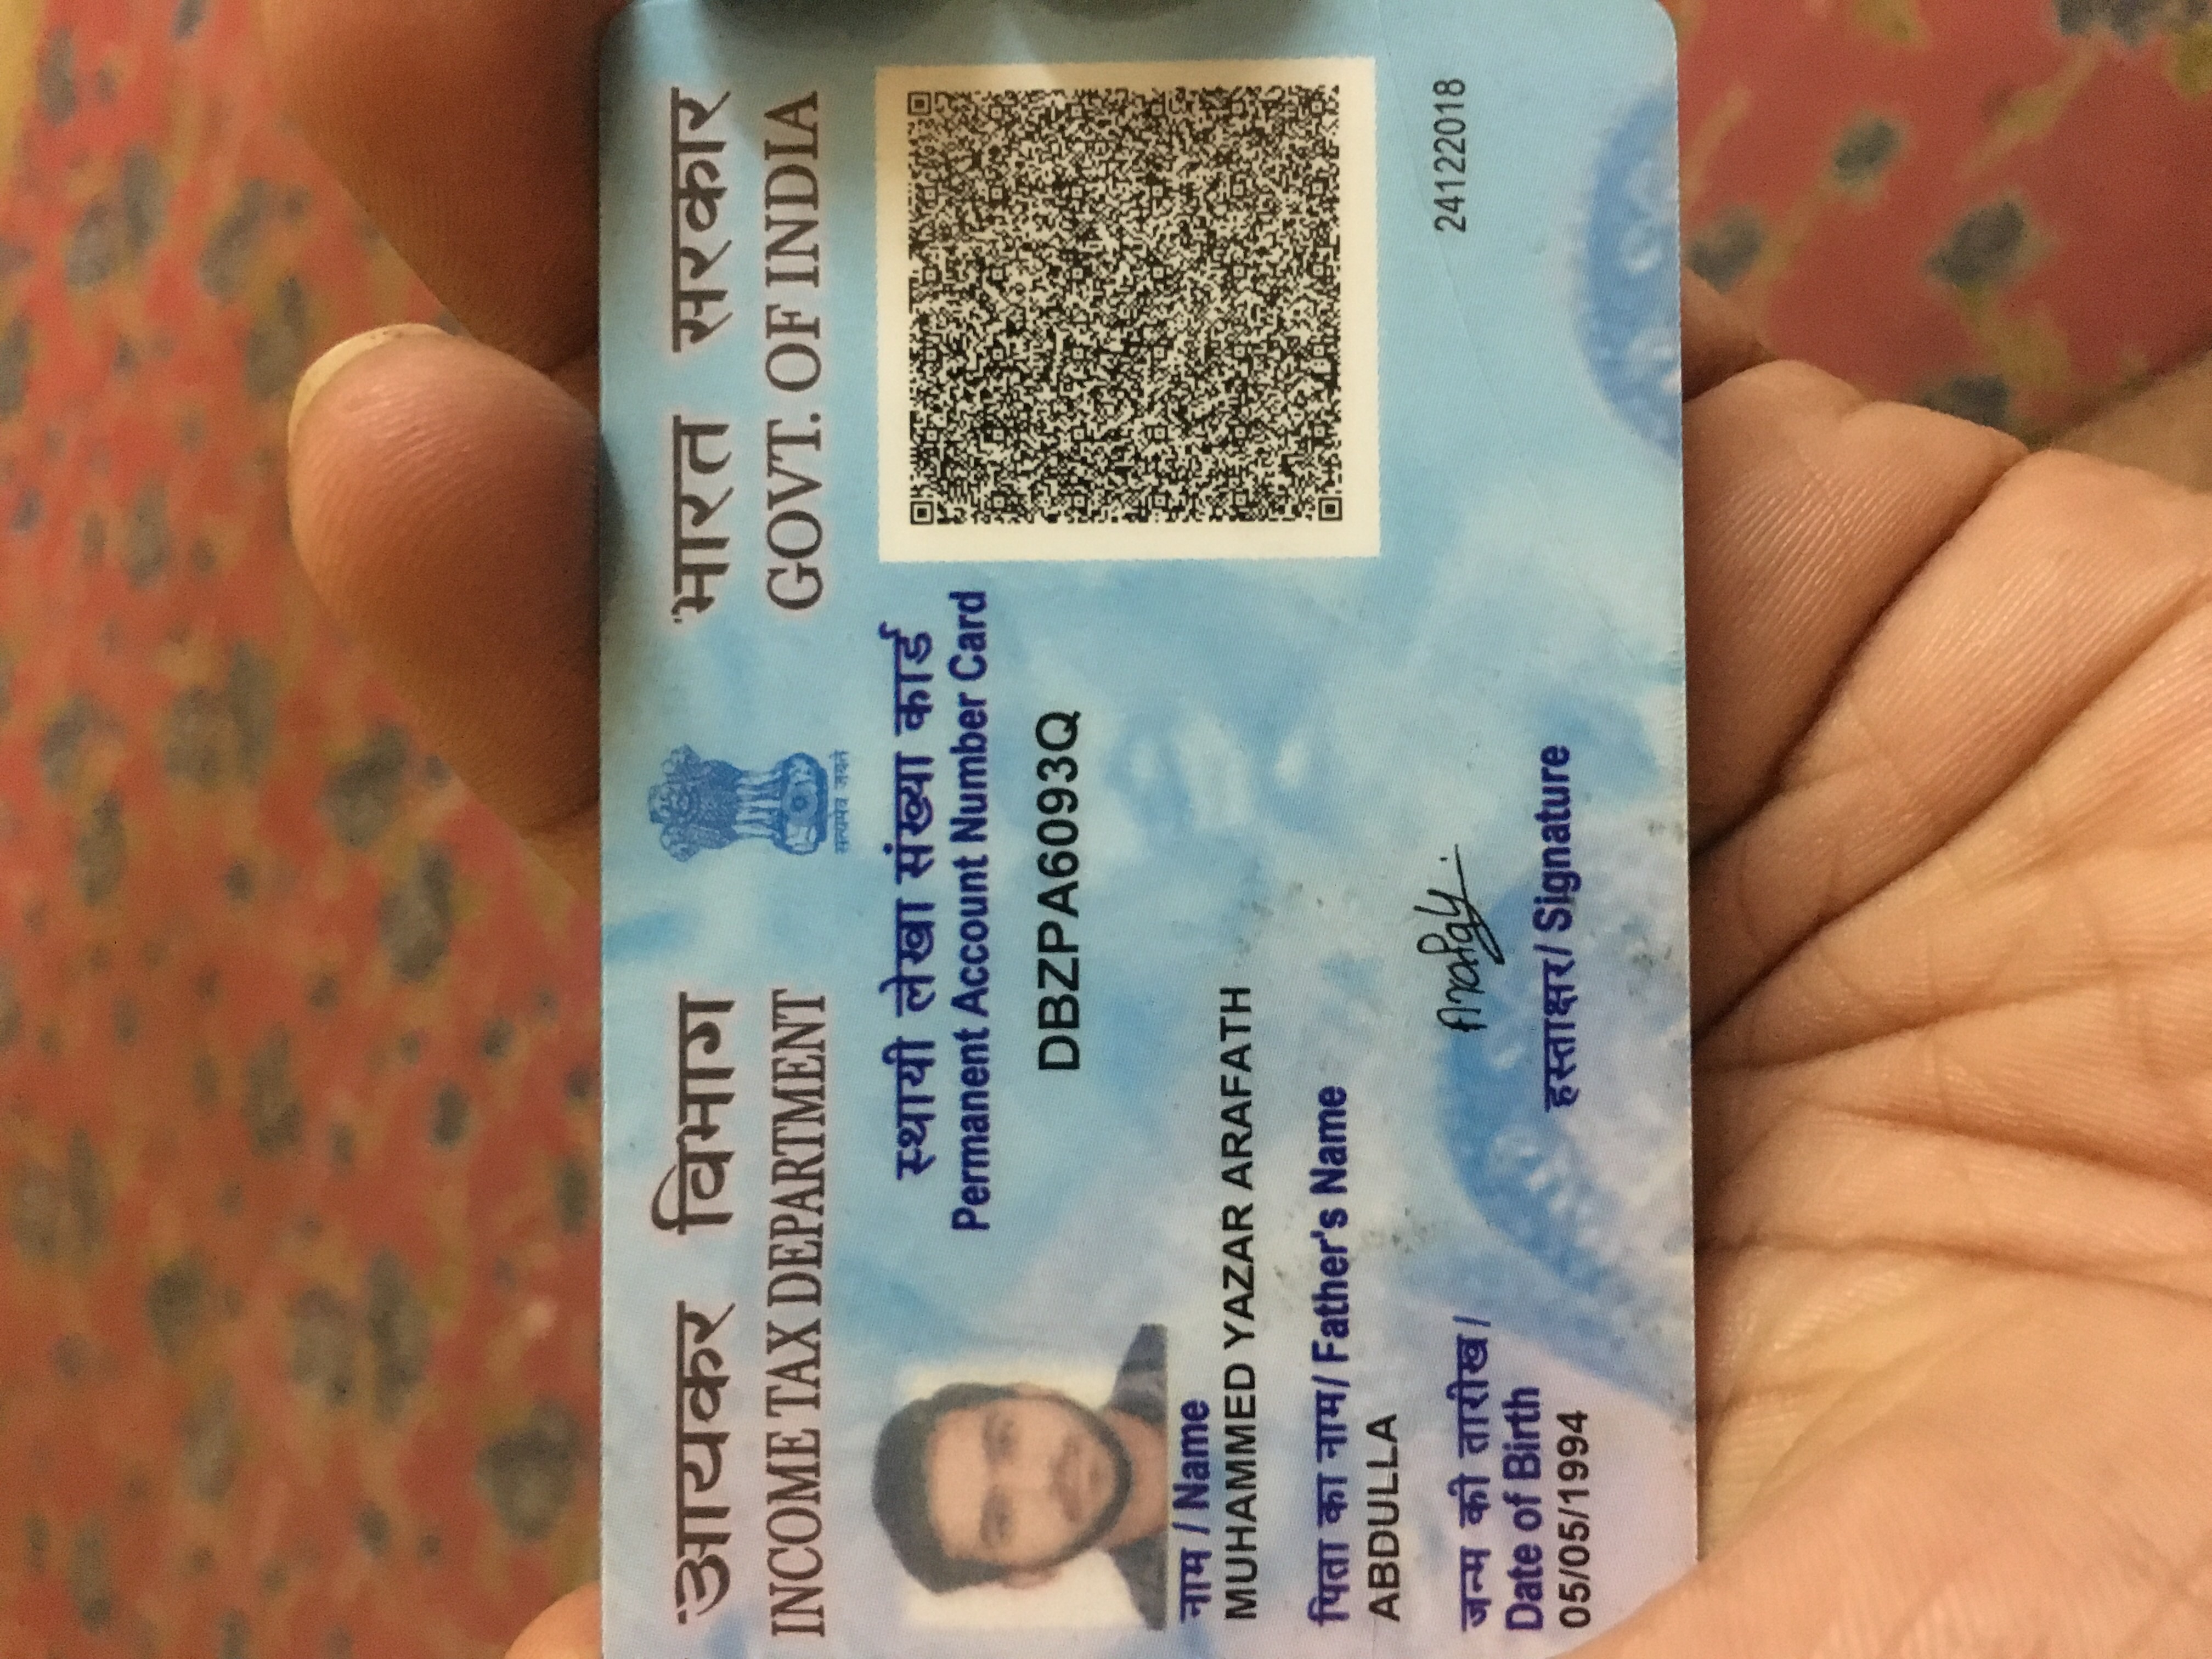 आयकर विभाग
INCOME TAX DEPARTMENT
सत्यमेव जयते
भारत सरकार
GOVT. OF INDIA
स्थायी लेखा संख्या कार्ड
Permanent Account Number Card
DBZPA6093Q
नाम / Name
MUHAMMED YAZAR ARAFATH
पिता का नाम/ Father's Name
ABDULLA
जन्म की तारीख/
Date of Birth
05/05/1994
हस्ताक्षर/ Signature
24122018